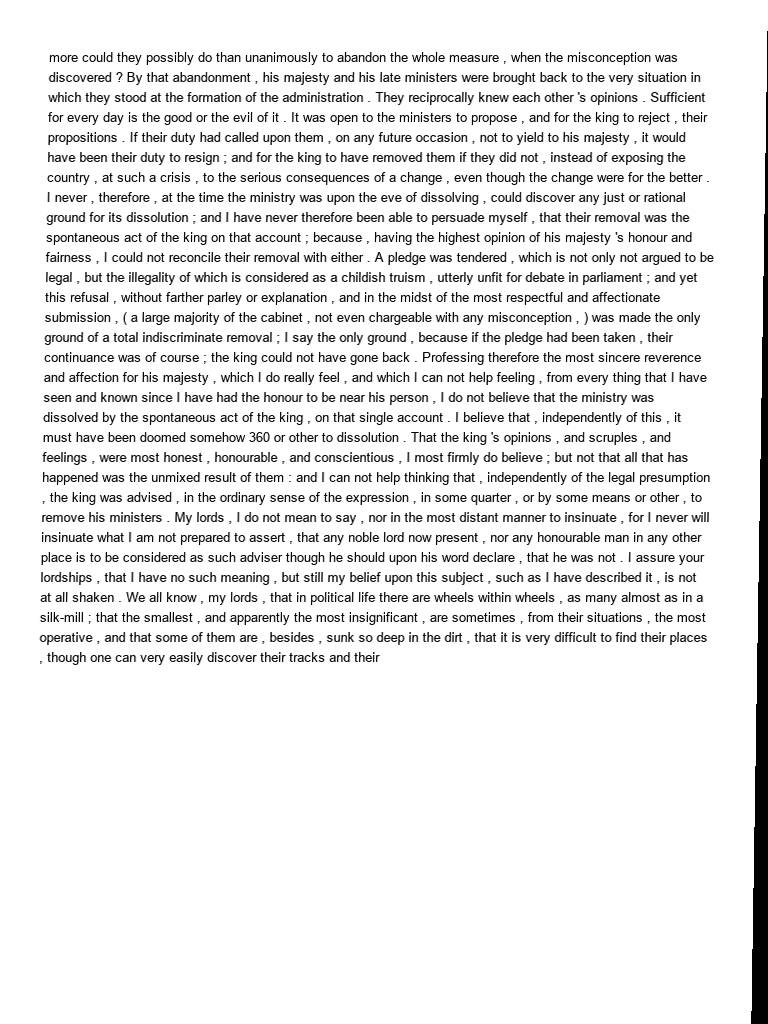 more could they possibly do than unanimously to abandon the whole measure , when the misconception was
discovered ? By that abandonment , his majesty and his late ministers were brought back to the very situation in
which they stood at the formation of the administration . They reciprocally knew each other 's opinions . Sufficient
for every day is the good or the evil of it . It was open to the ministers to propose , and for the king to reject , their
propositions . If their duty had called upon them , on any future occasion , not to yield to his majesty , it would
have been their duty to resign ; and for the king to have removed them if they did not , instead of exposing the
country , at such a crisis , to the serious consequences of a change , even though the change were for the better .
I never , therefore , at the time the ministry was upon the eve of dissolving , could discover any just or rational
ground for its dissolution ; and I have never therefore been able to persuade myself , that their removal was the
spontaneous act of the king on that account ; because , having the highest opinion of his majesty 's honour and
fairness , I could not reconcile their removal with either . A pledge was tendered , which is not only not argued to be
legal , but the illegality of which is considered as a childish truism , utterly unfit for debate in parliament ; and yet
this refusal , without farther parley or explanation , and in the midst of the most respectful and affectionate
submission , ( a large majority of the cabinet , not even chargeable with any misconception , ) was made the only
ground of a total indiscriminate removal ; I say the only ground , because if the pledge had been taken , their
continuance was of course ; the king could not have gone back . Professing therefore the most sincere reverence
and affection for his majesty , which I do really feel , and which I can not help feeling , from every thing that I have
seen and known since I have had the honour to be near his person , I do not believe that the ministry was
dissolved by the spontaneous act of the king , on that single account . I believe that , independently of this , it
must have been doomed somehow 360 or other to dissolution . That the king 's opinions , and scruples , and
feelings , were most honest , honourable , and conscientious , I most firmly do believe ; but not that all that has
happened was the unmixed result of them : and I can not help thinking that , independently of the legal presumption
, the king was advised , in the ordinary sense of the expression , in some quarter , or by some means or other , to
remove his ministers . My lords , I do not mean to say , nor in the most distant manner to insinuate , for I never will
insinuate what I am not prepared to assert , that any noble lord now present , nor any honourable man in any other
place is to be considered as such adviser though he should upon his word declare , that he was not . I assure your
lordships , that I have no such meaning , but still my belief upon this subject , such as I have described it , is not
at all shaken . We all know , my lords , that in political life there are wheels within wheels , as many almost as in a
silk-mill ; that the smallest , and apparently the most insignificant , are sometimes , from their situations , the most
operative , and that some of them are , besides , sunk so deep in the dirt , that it is very difficult to find their places
, though one can very easily discover their tracks and their